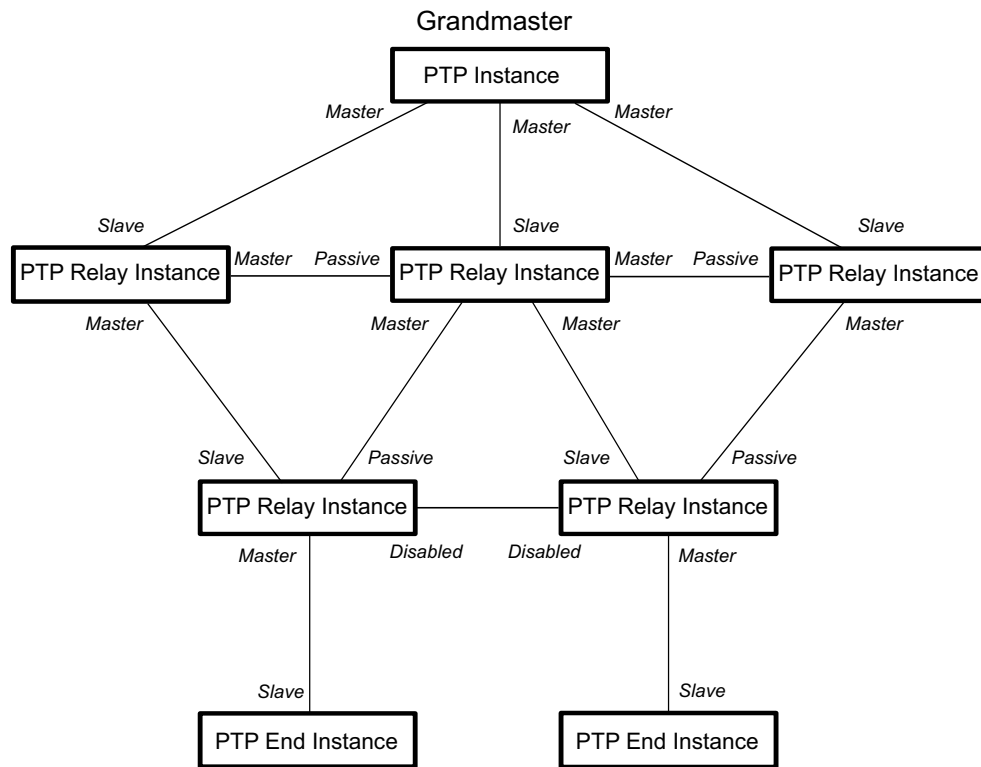 Grandmaster
PTP Instance
Master
Master
Master
Slave
Slave
Slave
PTP Relay Instance
Master
Passive
PTP Relay Instance
Master
Passive
PTP Relay Instance
Master
Master
Master
Master
Slave
Passive
Slave
Passive
PTP Relay Instance
PTP Relay Instance
Master
Disabled
Disabled
Master
Slave
Slave
PTP End Instance
PTP End Instance